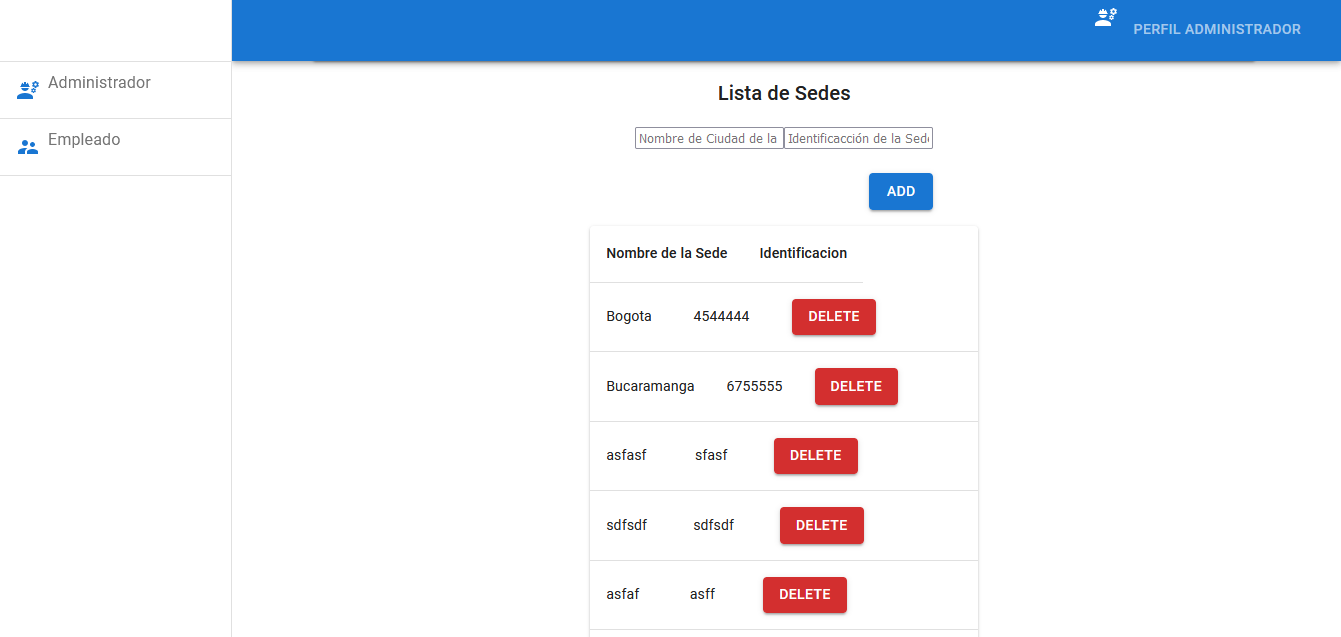 PERFIL ADMINISTRADOR
Administrador
Empleado
Lista de Sedes
Nombre de Ciudad de la Identificacción de la Sede
ADD
Nombre de la Sede Identificacion
Bogota 4544444 DELETE
Bucaramanga 6755555 DELETE
asfasf sfasf DELETE
sdfsdf sdfsdf DELETE
asfaf asff DELETE